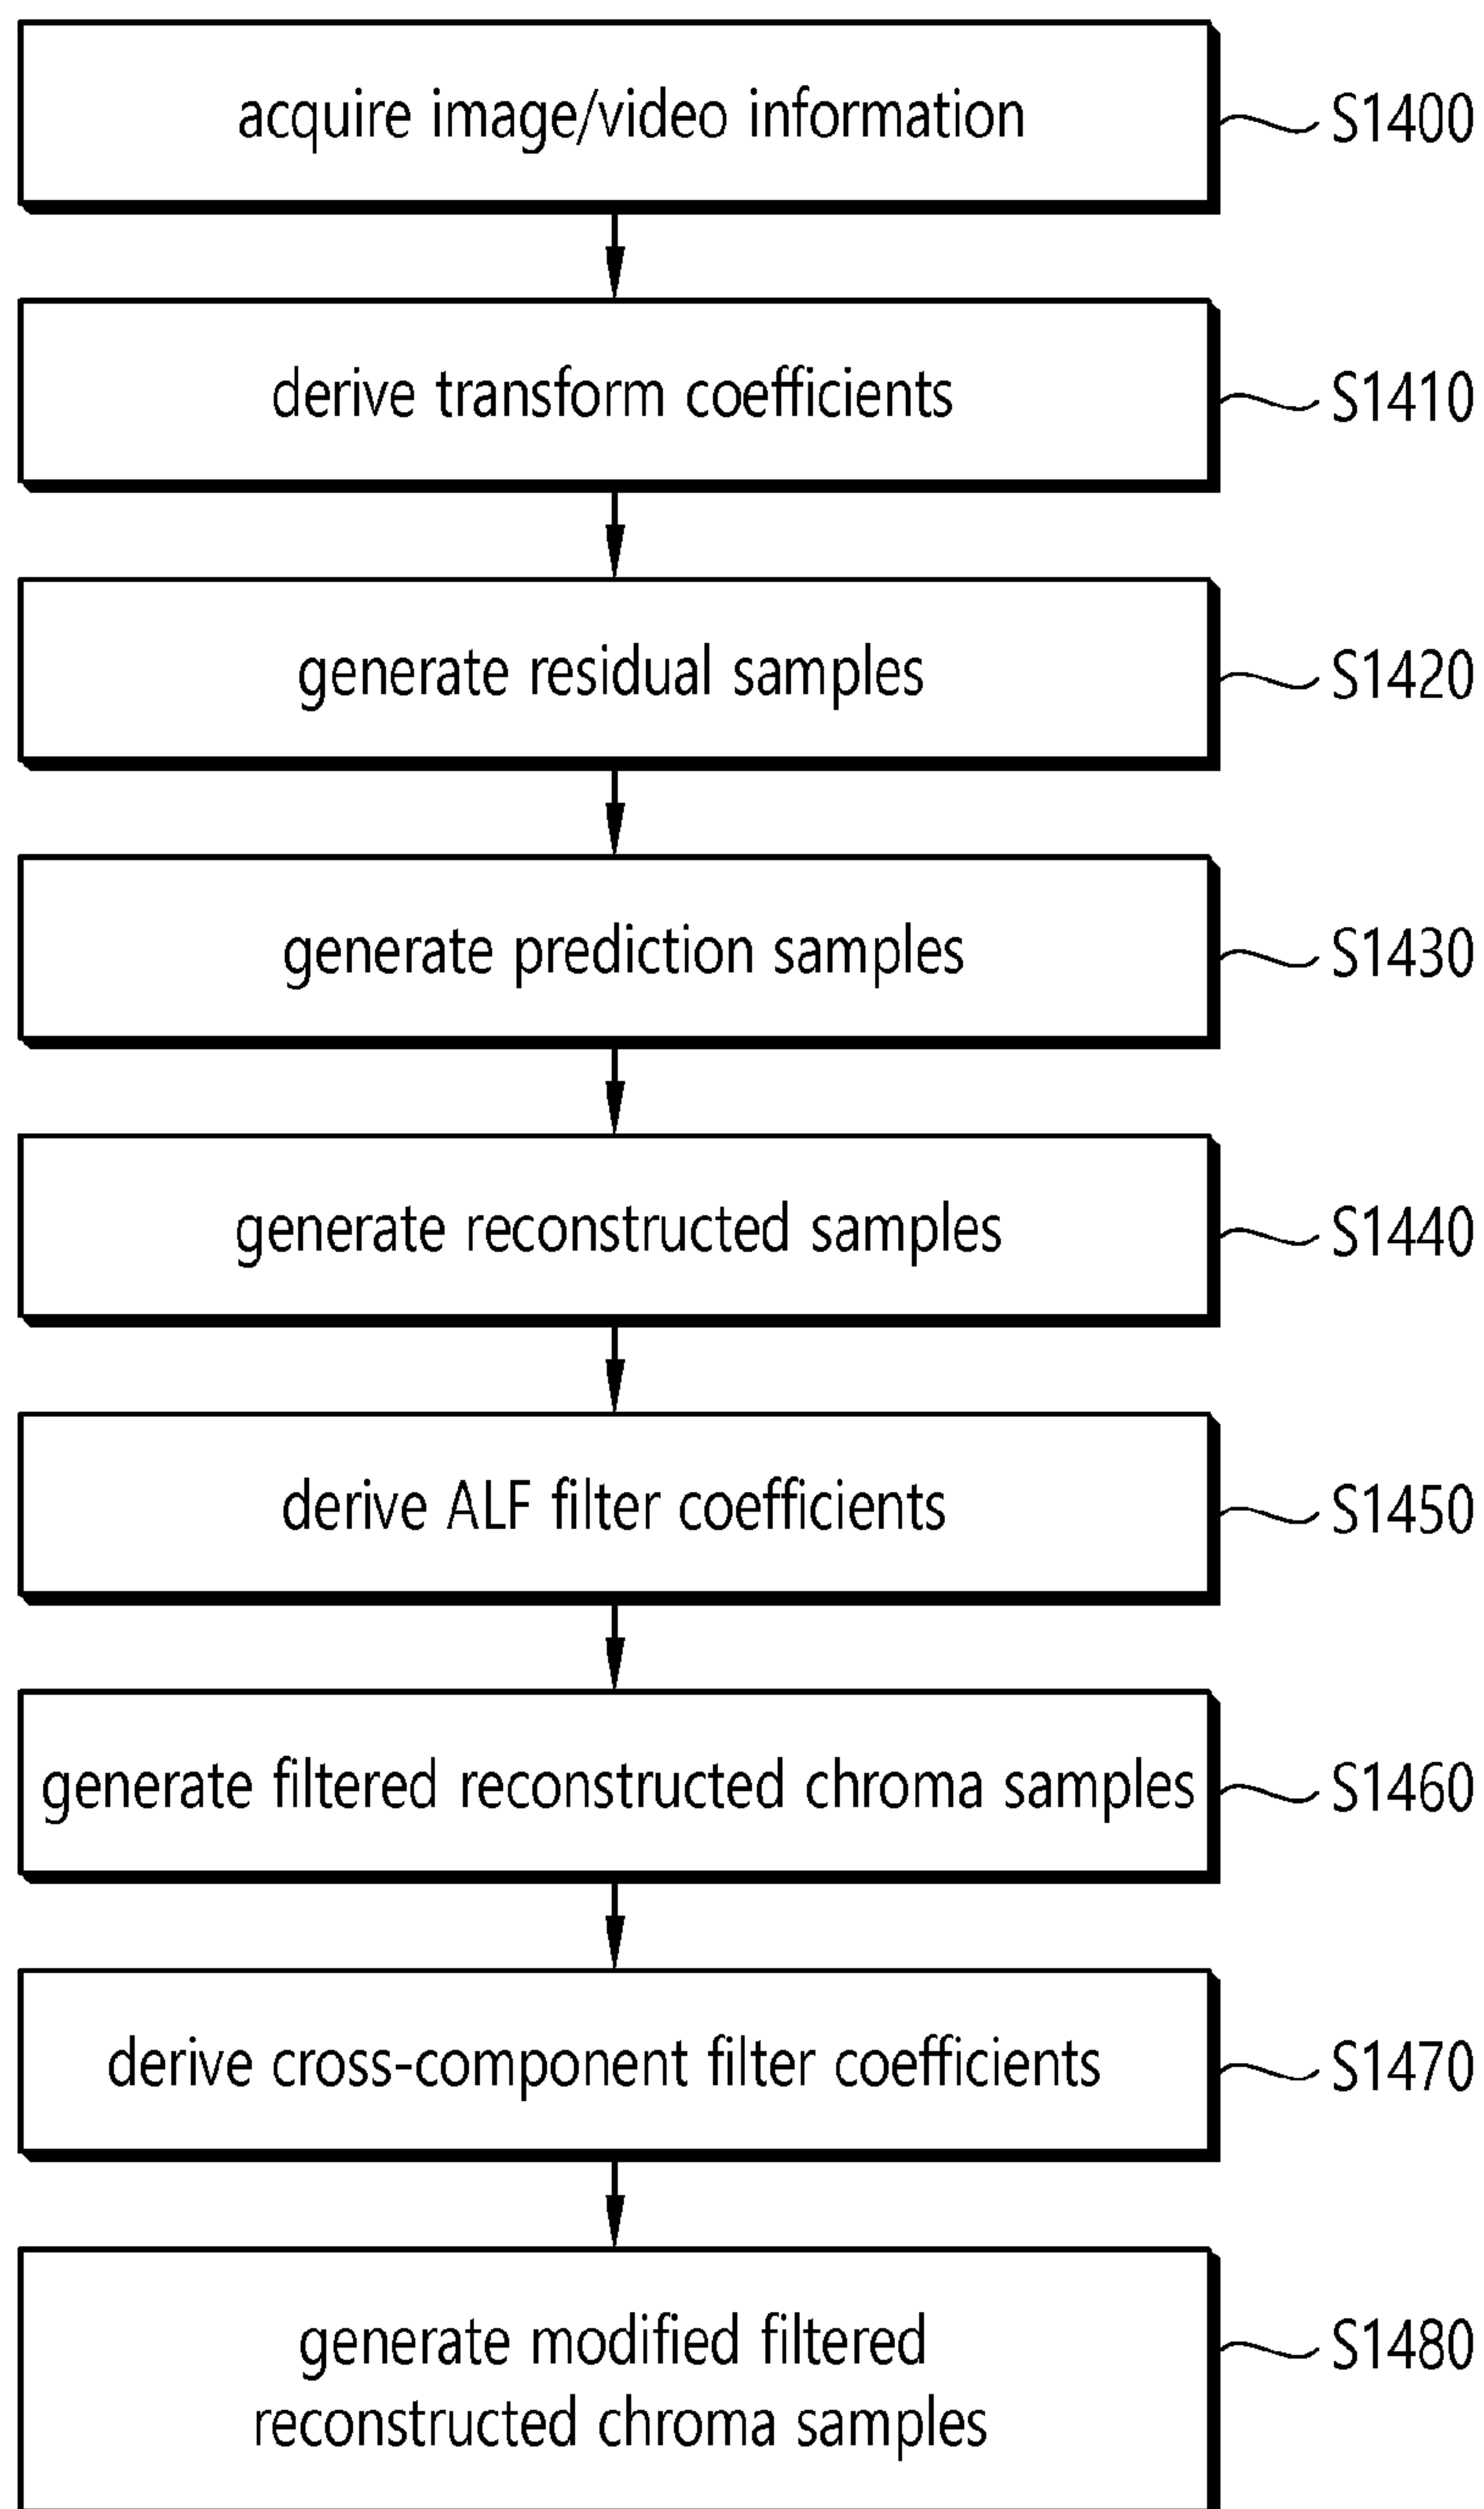 acquire image/video information
S1400
derive transform coefficients
S1410
generate residual samples
S1420
generate prediction samples
S1430
generate reconstructed samples
S1440
derive ALF filter coefficients
S1450
generate filtered reconstructed chroma samples
S1460
derive cross-component filter coefficients
S1470
generate modified filtered
reconstructed chroma samples
S1480